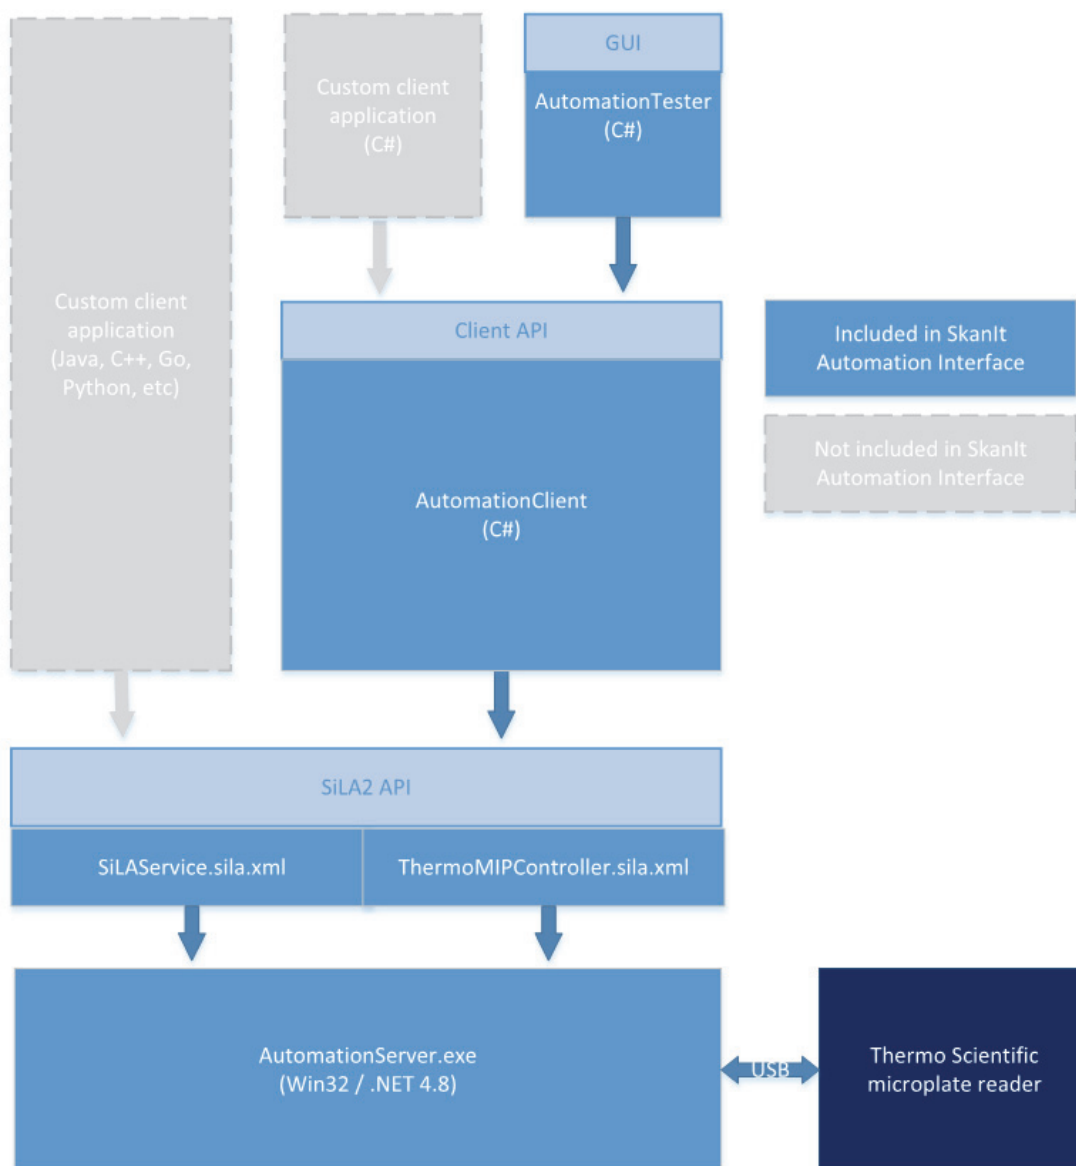 GUI
AutomationTester
(C#)
Custom client
application
(C#)
Custom client
application
(Java, C++, Go,
Python, etc)
Client API
AutomationClient
(C#)
Included in SkanIt
Automation Interface
Not included in SkanIt
Automation Interface
SiLA2 API
SiLAService.sila.xml
ThermoMIPController.sila.xml
AutomationServer.exe
(Win32 / .NET 4.8)
USB
Thermo Scientific
microplate reader